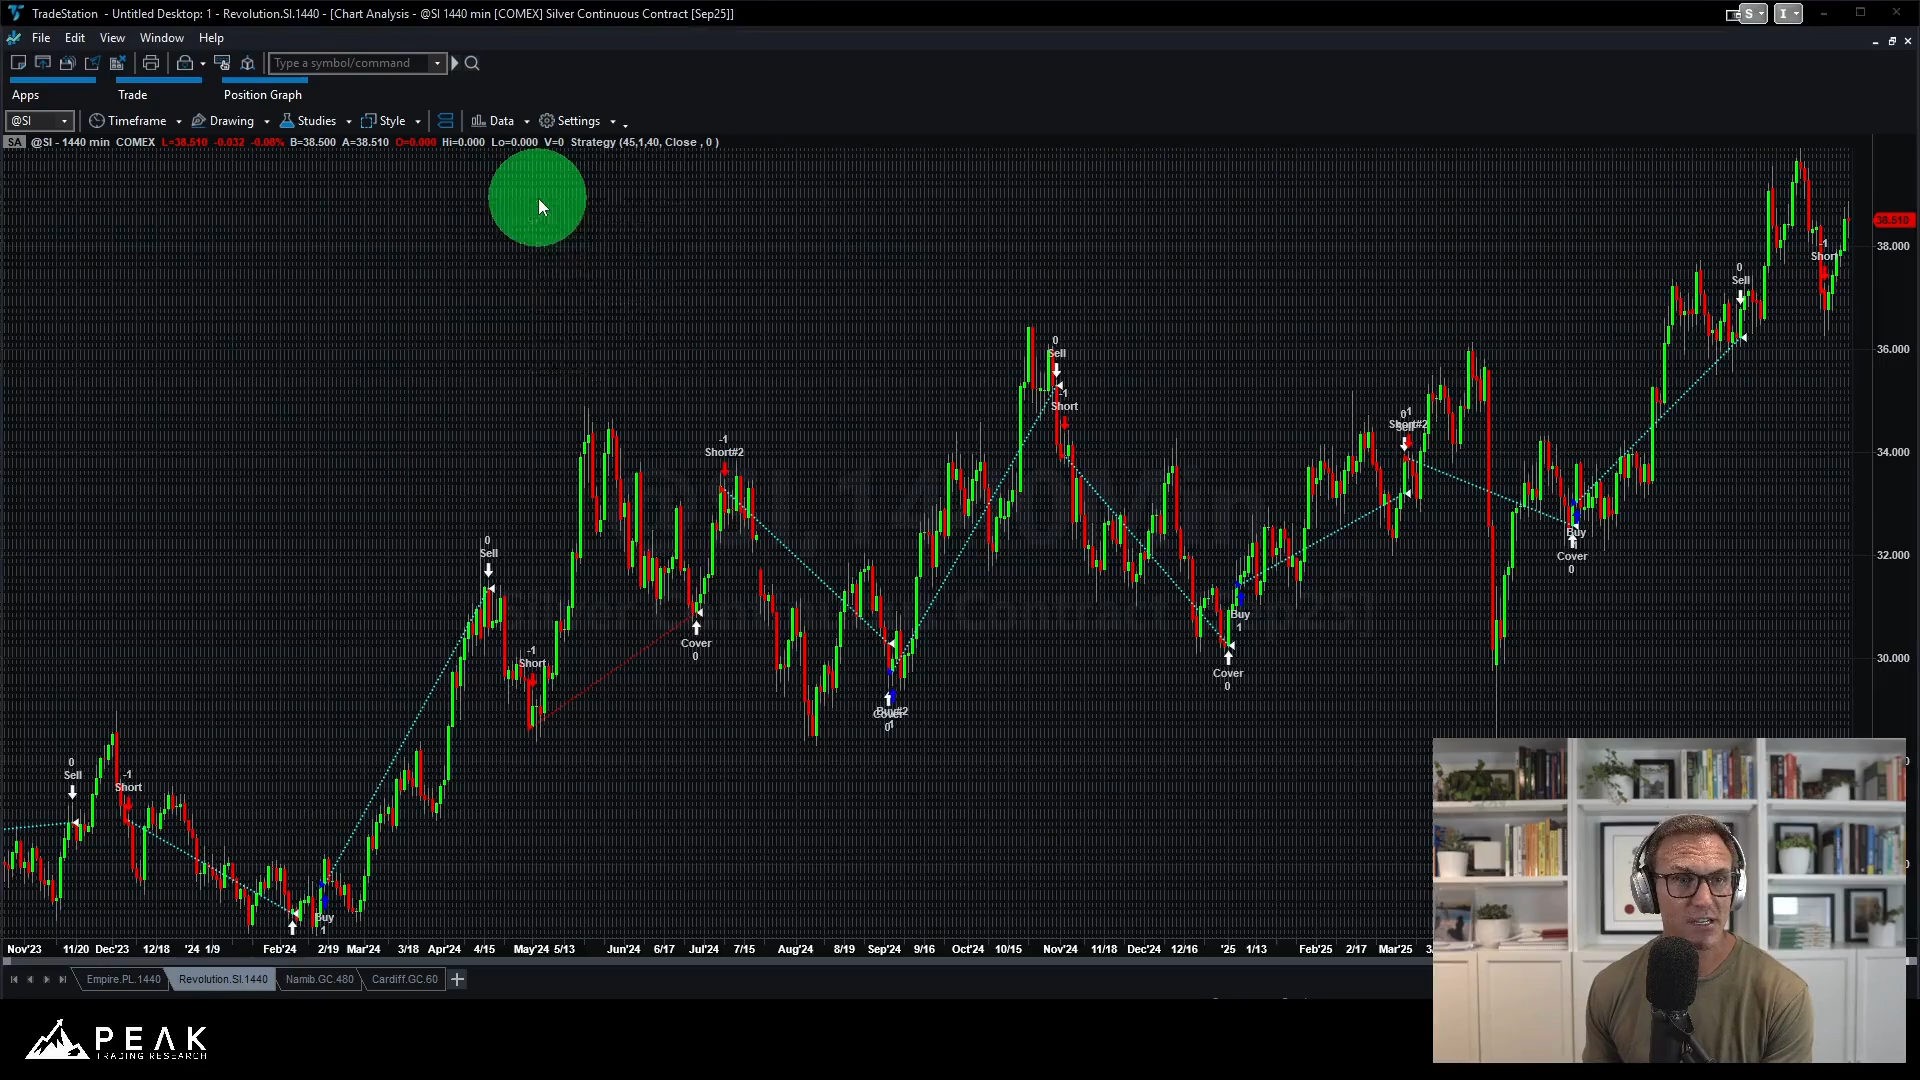 TradeStation - Untitled Desktop: 1 - Revolution.SI.1440 - [Chart Analysis - @SI 1440 min [COMEX] Silver Continuous Contract [Sep25]]
S
I
File Edit View Window Help
Type a symbol/command
Apps Trade Position Graph
@SI Timeframe Drawing Studies Style Data Settings
SA @SI - 1440 min COMEX L=38.510 -0.032 -0.08% B=38.500 A=38.510 O=0.000 Hi=0.000 Lo=0.000 V=0 Strategy (45,1,40, Close , 0 )
38.510
-1
Short
38.000
0
Sell
0
Sell
36.000
-1
Short
-1
Short#2
34.000
0
Sell
Buy
Cover
0
32.000
-1
Short
Cover
0
Buy
1
Cover
0
30.000
0
Sell
-1
Short
Buy
1
Nov'23 11/20 Dec'23 12/18 '24 1/9 Feb'24 2/19 Mar'24 3/18 Apr'24 4/15 May'24 5/13 Jun'24 6/17 Jul'24 7/15 Aug'24 8/19 Sep'24 9/16 Oct'24 10/15 Nov'24 11/18 Dec'24 12/16 '25 1/13 Feb'25 2/17 Mar'25
Empire.PL.1440 Revolution.SI.1440 Namib.GC.480 Cardiff.GC.60
PEAK
TRADING RESEARCH